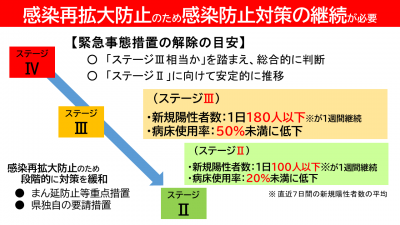 感染再拡大防止のため感染防止対策の継続が必要
【緊急事態措置の解除の目安】
〇 「ステージⅢ相当か」を踏まえ、総合的に判断
〇 「ステージⅡ」に向けて安定的に推移
ステージ
Ⅳ
ステージ
Ⅲ
（ステージⅢ）
・新規陽性者数：1日180人以下※が1週間継続
・病床使用率：50％未満に低下
（ステージⅡ）
・新規陽性者数：1日100人以下※が1週間継続
・病床使用率：20％未満に低下
感染再拡大防止のため
段階的に対策を緩和
● まん延防止等重点措置
● 県独自の要請措置
ステージ
Ⅱ
※ 直近7日間の新規陽性者数の平均